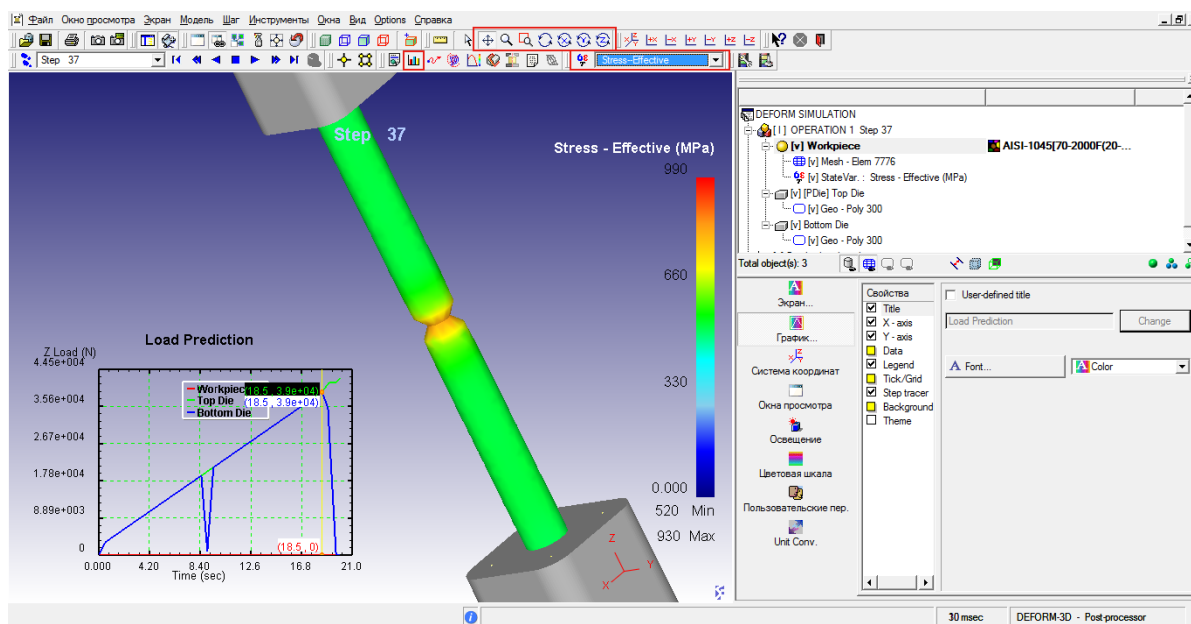 Файл Окно просмотра Экран Модель Шаг Инструменты Окна Вид Options Справка
Step 37
Stress--Effective
Step 37
Stress - Effective (MPa)
990
660
330
0.000
520 Min
930 Max
Load Prediction
Z Load (N)
4.45e+004
3.56e+004
2.67e+004
1.78e+004
8.89e+003
0
0.000 4.20 8.40 12.6 16.8 21.0
Time (sec)
Workpiec
Top Die
Bottom Die
(18.5 , 3.9e+04)
(18.5 , 3.9e+04)
(18.5 , 0)
Z
Y
X
DEFORM SIMULATION
[ I ] OPERATION 1 Step 37
[v] Workpiece AISI-1045[70-2000F(20-...
[v] Mesh - Elem 7776
[v] StateVar. : Stress - Effective (MPa)
[v] [PDie] Top Die
[v] Geo - Poly 300
[v] Bottom Die
[v] Geo - Poly 300
Total object(s): 3
Экран...
График...
Система координат
Окна просмотра
Освещение
Цветовая шкала
Пользовательские пер.
Unit Conv.
Свойства
Title
X - axis
Y - axis
Data
Legend
Tick/Grid
Step tracer
Background
Theme
User-defined title
Load Prediction Change
A Font... Color
30 msec DEFORM-3D - Post-processor